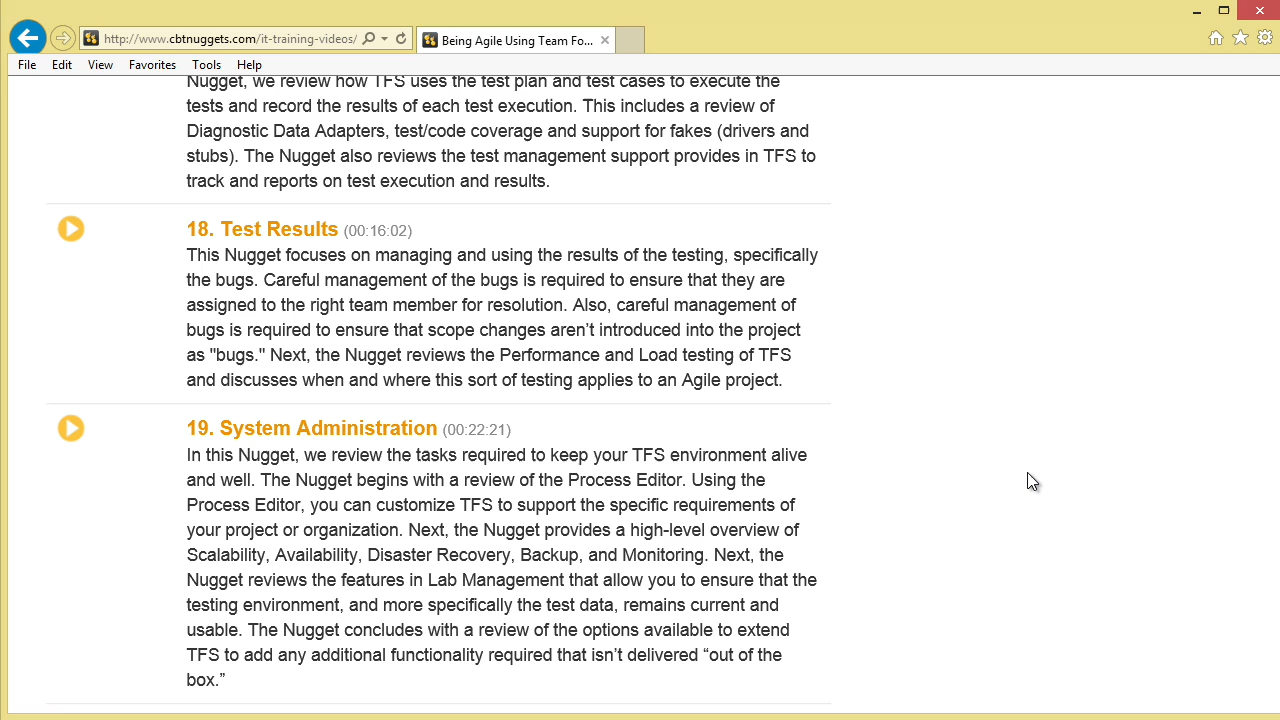 http://www.cbtnuggets.com/it-training-videos/
Being Agile Using Team Fo...
File Edit View Favorites Tools Help
Nugget, we review how TFS uses the test plan and test cases to execute the
tests and record the results of each test execution. This includes a review of
Diagnostic Data Adapters, test/code coverage and support for fakes (drivers and
stubs). The Nugget also reviews the test management support provides in TFS to
track and reports on test execution and results.
18. Test Results (00:16:02)
This Nugget focuses on managing and using the results of the testing, specifically
the bugs. Careful management of the bugs is required to ensure that they are
assigned to the right team member for resolution. Also, careful management of
bugs is required to ensure that scope changes aren’t introduced into the project
as "bugs." Next, the Nugget reviews the Performance and Load testing of TFS
and discusses when and where this sort of testing applies to an Agile project.
19. System Administration (00:22:21)
In this Nugget, we review the tasks required to keep your TFS environment alive
and well. The Nugget begins with a review of the Process Editor. Using the
Process Editor, you can customize TFS to support the specific requirements of
your project or organization. Next, the Nugget provides a high-level overview of
Scalability, Availability, Disaster Recovery, Backup, and Monitoring. Next, the
Nugget reviews the features in Lab Management that allow you to ensure that the
testing environment, and more specifically the test data, remains current and
usable. The Nugget concludes with a review of the options available to extend
TFS to add any additional functionality required that isn’t delivered “out of the
box.”